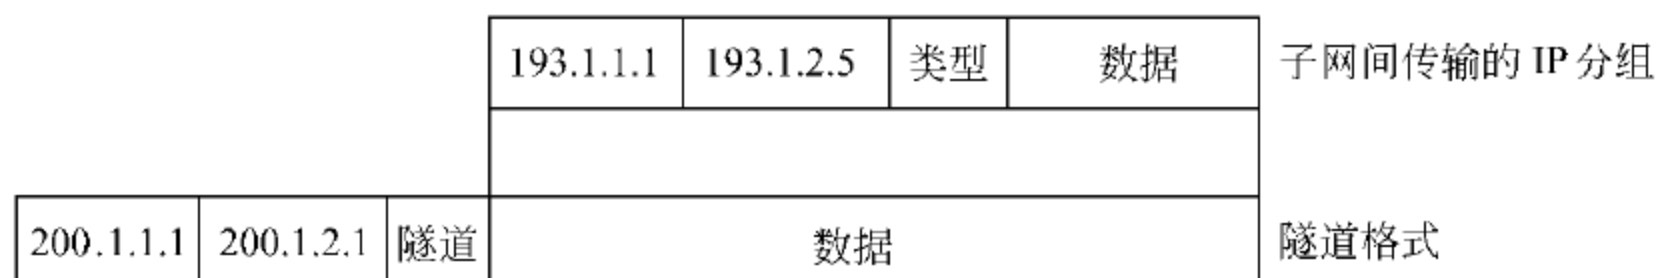 193.1.1.1 193.1.2.5 类型 数据 子网间传输的 IP 分组
200.1.1.1 200.1.2.1 隧道 数据 隧道格式